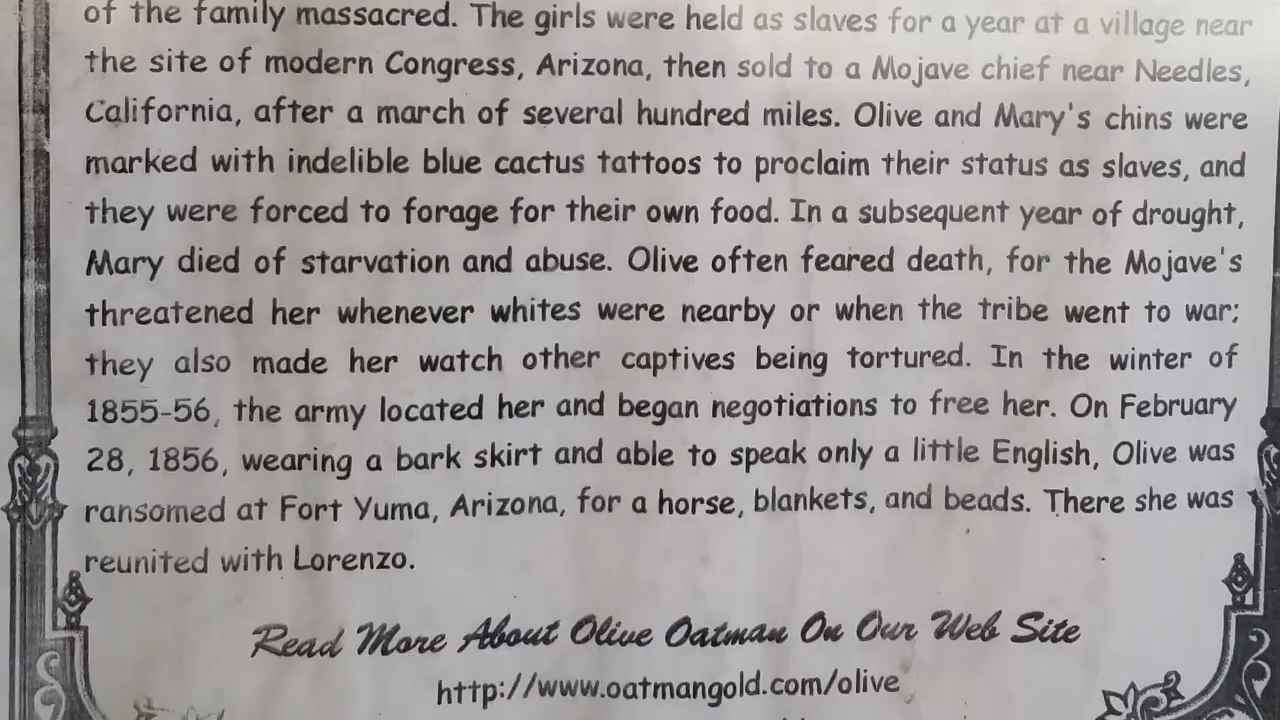 of the family massacred. The girls were held as slaves for a year at a village near
the site of modern Congress, Arizona, then sold to a Mojave chief near Needles,
California, after a march of several hundred miles. Olive and Mary's chins were
marked with indelible blue cactus tattoos to proclaim their status as slaves, and
they were forced to forage for their own food. In a subsequent year of drought,
Mary died of starvation and abuse. Olive often feared death, for the Mojave's
threatened her whenever whites were nearby or when the tribe went to war;
they also made her watch other captives being tortured. In the winter of
1855-56, the army located her and began negotiations to free her. On February
28, 1856, wearing a bark skirt and able to speak only a little English, Olive was
ransomed at Fort Yuma, Arizona, for a horse, blankets, and beads. There she was
reunited with Lorenzo.
Read More About Olive Oatman On Our Web Site
http://www.oatmangold.com/olive